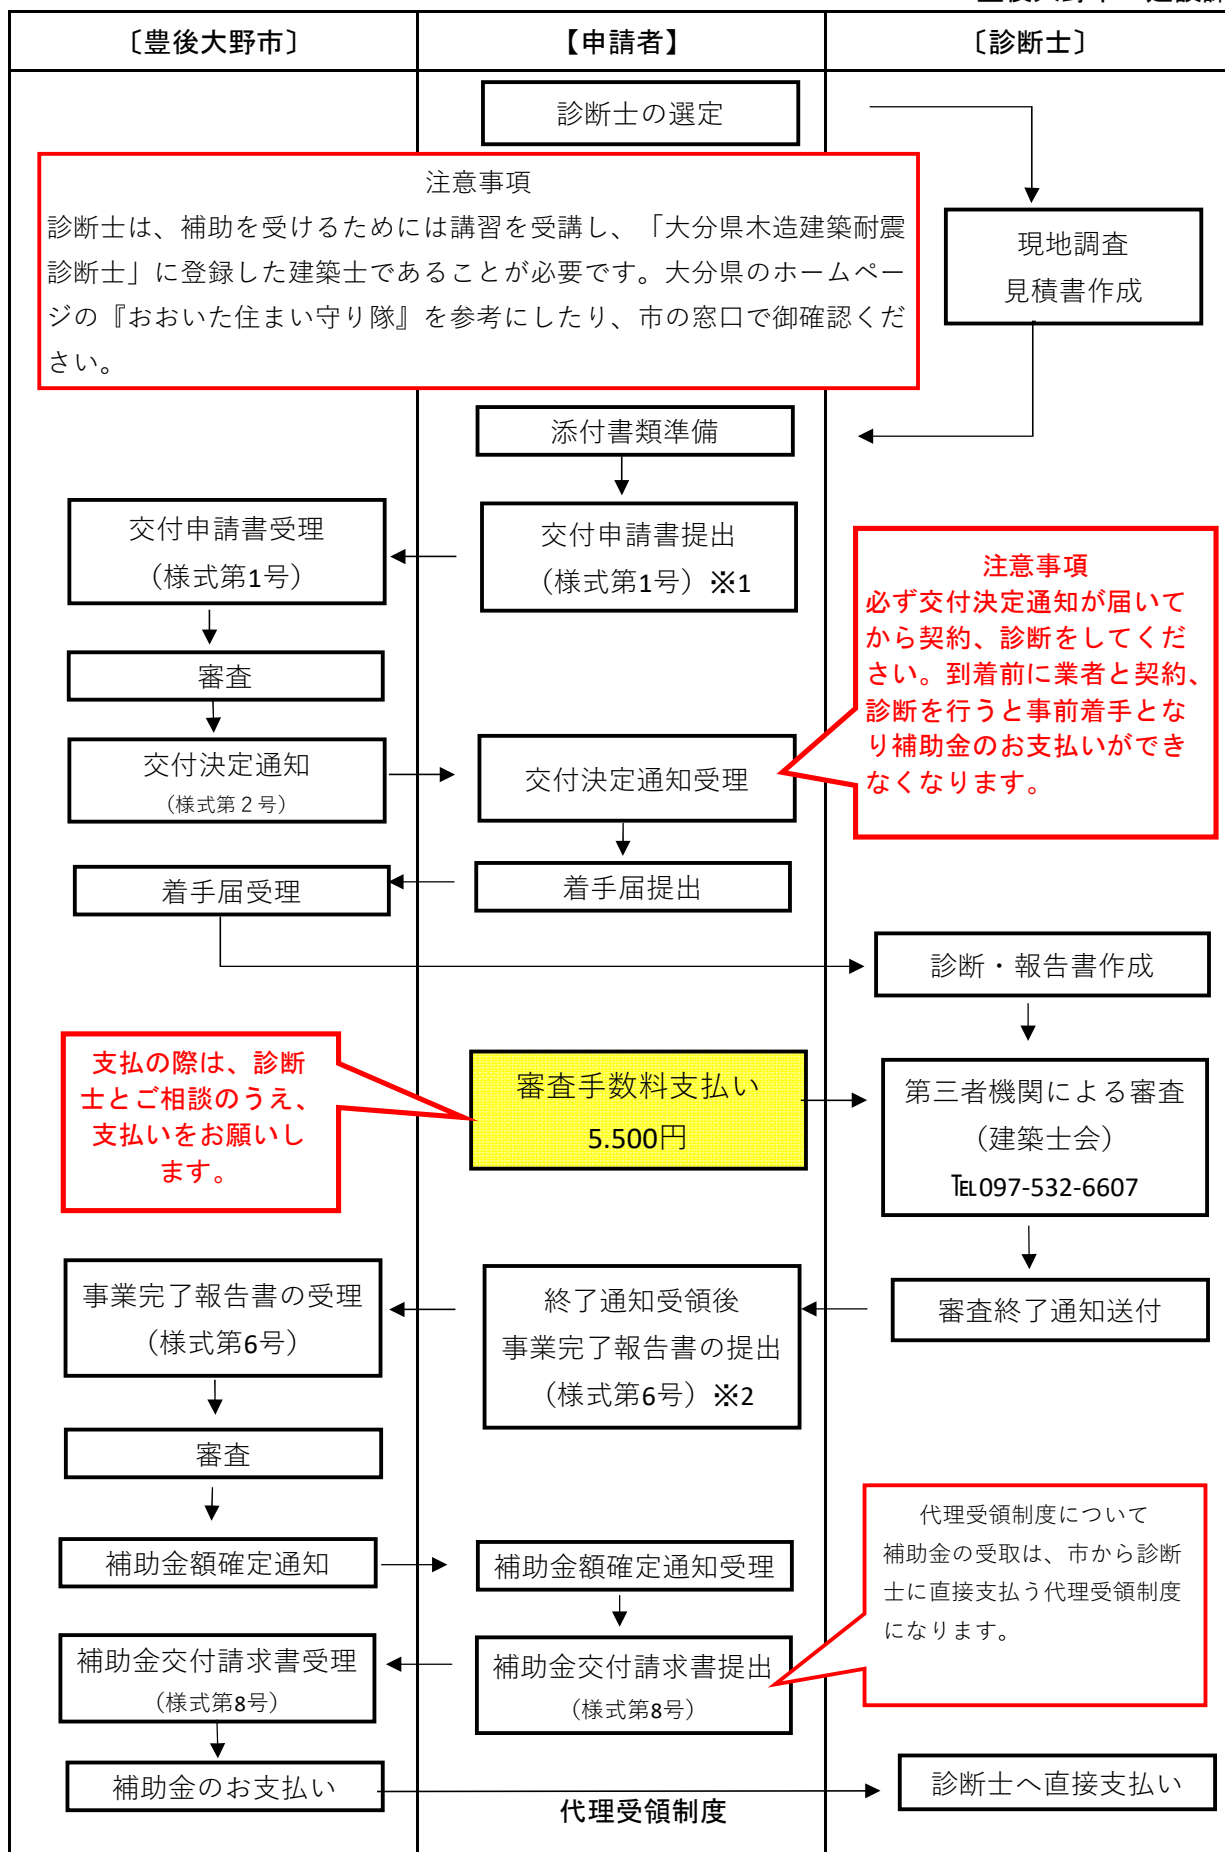 〔豊後大野市〕
【申請者】
〔診断士〕
診断士の選定
注意事項
診断士は、補助を受けるためには講習を受講し、「大分県木造建築耐震
診断士」に登録した建築士であることが必要です。大分県のホームペー
ジの『おおいた住まい守り隊』を参考にしたり、市の窓口で御確認くだ
さい。
現地調査
見積書作成
添付書類準備
交付申請書受理
（様式第1号）
交付申請書提出
（様式第1号）※1
注意事項
必ず交付決定通知が届いて
から契約、診断をしてくだ
さい。到着前に業者と契約、
診断を行うと事前着手とな
り補助金のお支払いができ
なくなります。
審査
交付決定通知
（様式第２号）
交付決定通知受理
着手届受理
着手届提出
診断・報告書作成
支払の際は、診断
士とご相談のうえ、
支払いをお願いし
ます。
審査手数料支払い
5.500円
第三者機関による審査
（建築士会）
℡097-532-6607
事業完了報告書の受理
（様式第6号）
終了通知受領後
事業完了報告書の提出
（様式第6号）※2
審査終了通知送付
審査
代理受領制度について
補助金の受取は、市から診断
士に直接支払う代理受領制度
になります。
補助金額確定通知
補助金額確定通知受理
補助金交付請求書受理
（様式第8号）
補助金交付請求書提出
（様式第8号）
補助金のお支払い
代理受領制度
診断士へ直接支払い